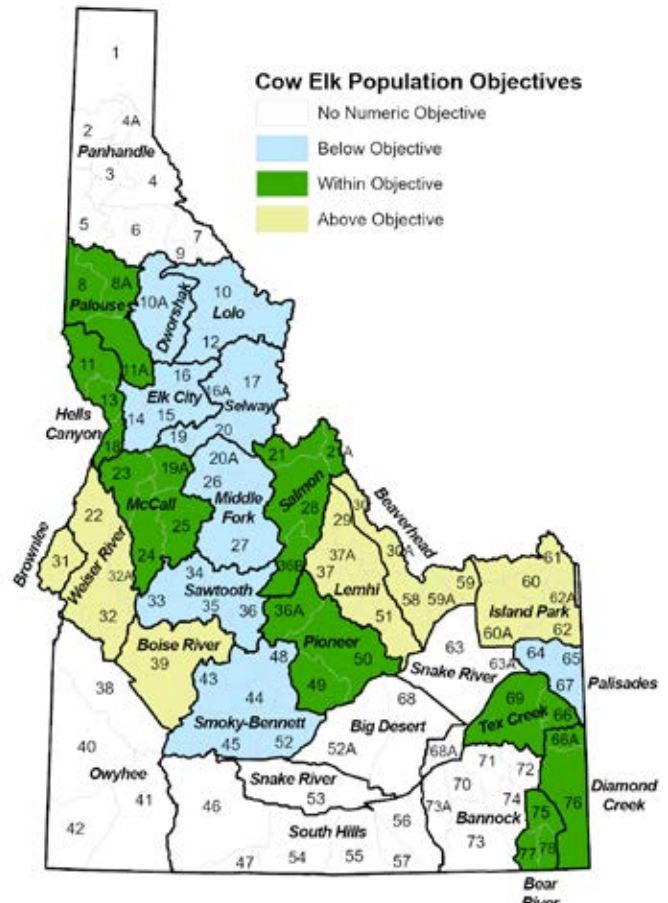 Cow Elk Population Objectives
No Numeric Objective
Below Objective
Within Objective
Above Objective
1
2
4A
Panhandle
3
4
5
6
7
9
8
8A
Palouse
10A
Dworshak
10
Lolo
12
11
11A
13
Hells
Canyon
18
16
16A
17
Elk City
Selway
14
15
19
20
23
19A
McCall
25
24
20A
26
Middle
Fork
27
21
21A
Salmon
28
36B
Brownlee
31
22
Weiser River
32A
32
Beaverhead
30
29
37A
37
Lemhi
51
58
59A
59
61
60
62A
Island Park
60A
62
34
33
Sawtooth
35
36
36A
Pioneer
50
49
Boise River
39
43
48
44
Smoky-Bennett
45
52
63
Snake River
63A
64
65
67
Palisades
69
Tex Creek
66
66A
68
Big Desert
52A
68A
38
40
Owyhee
41
42
Snake River
53
46
South Hills
47
54
55
56
57
71
70
72
73A
74
Bannock
73
75
76
77
78
Diamond
Creek
Bear
River